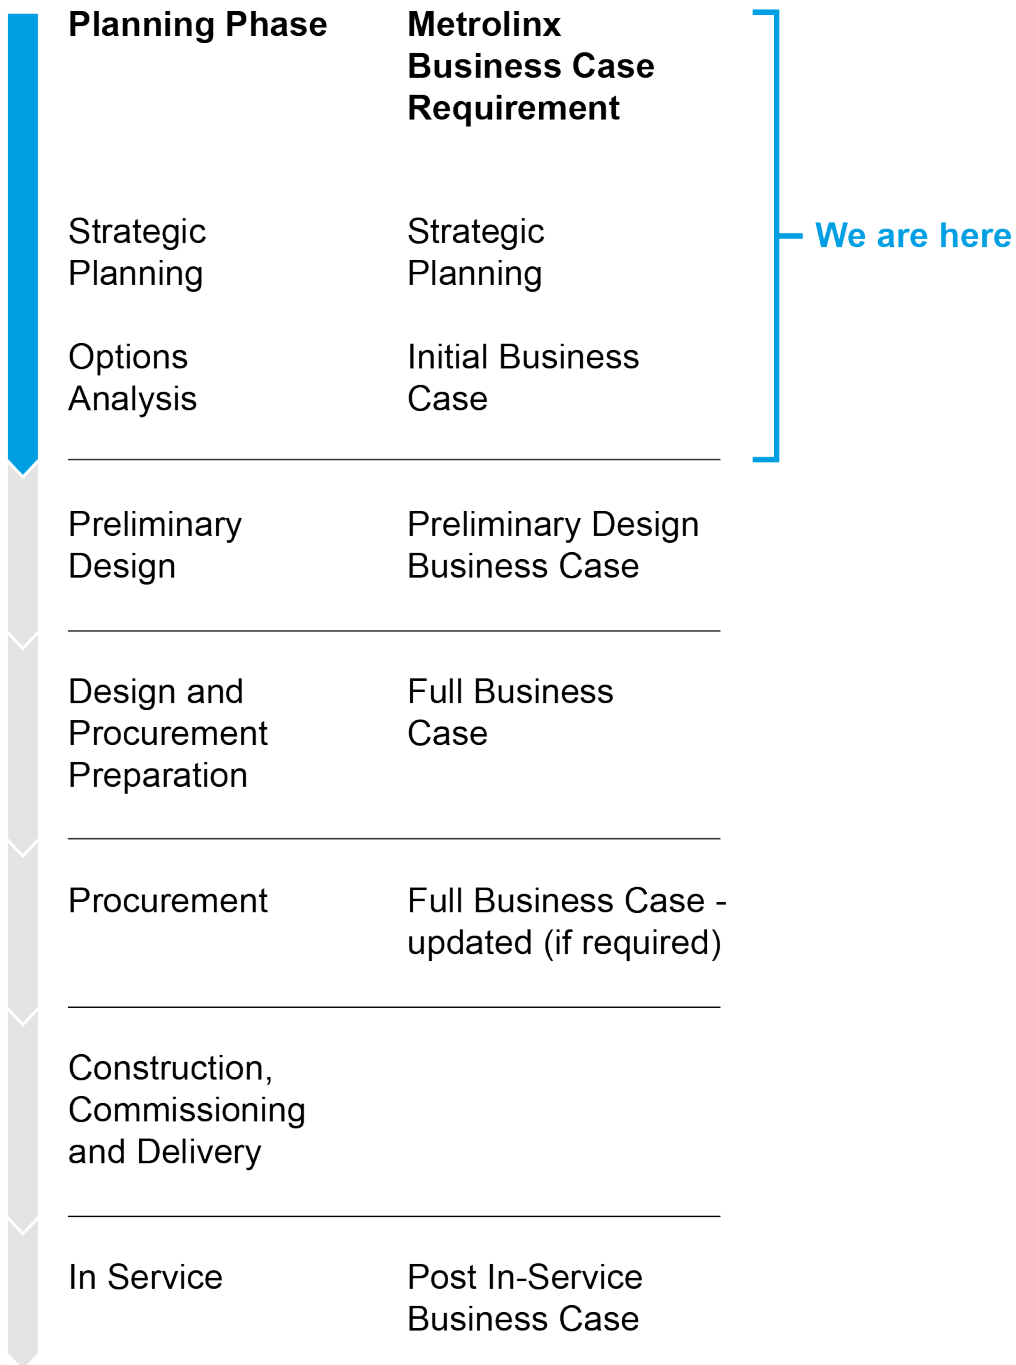 Planning Phase
Metrolinx
Business Case
Requirement
We are here
Strategic
Planning
Strategic
Planning
Options
Analysis
Initial Business
Case
Preliminary
Design
Preliminary Design
Business Case
Design and
Procurement
Preparation
Full Business
Case
Procurement
Full Business Case -
updated (if required)
Construction,
Commissioning
and Delivery
In Service
Post In-Service
Business Case